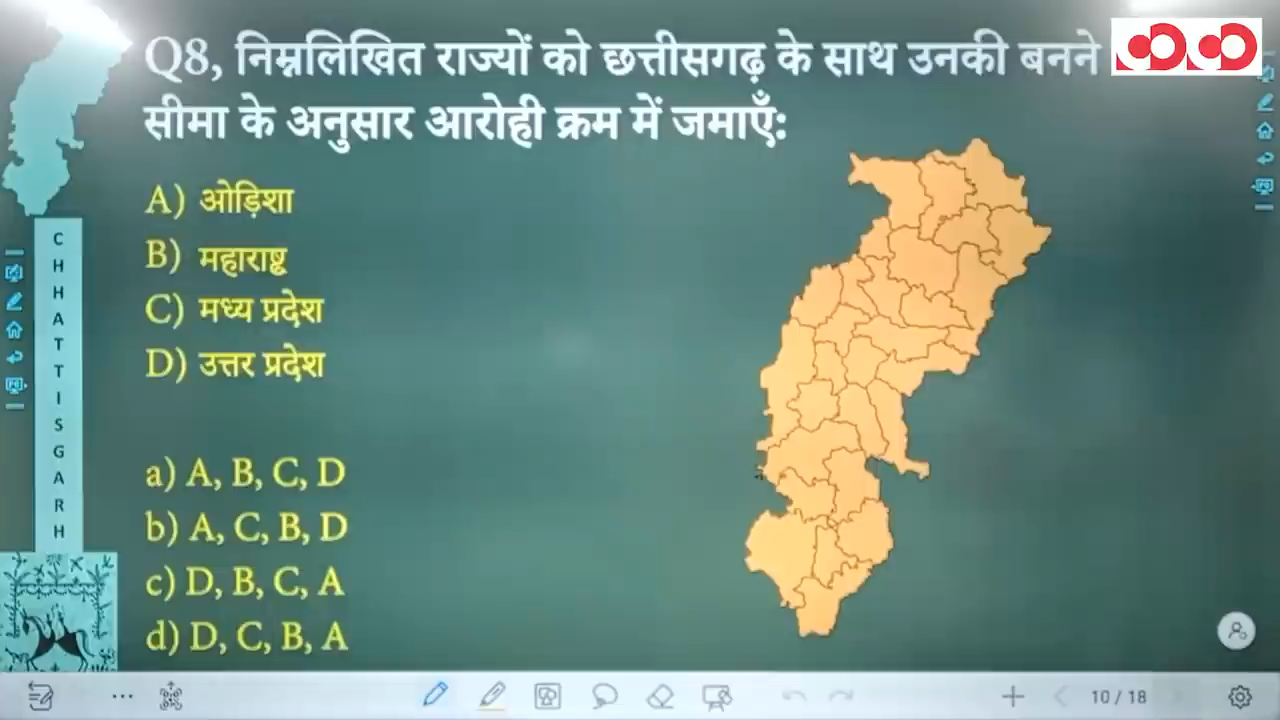 Q8, निम्नलिखित राज्यों को छत्तीसगढ़ के साथ उनकी बनने
सीमा के अनुसार आरोही क्रम में जमाएँ:
A) ओड़िशा
B) महाराष्ट्र
C) मध्य प्रदेश
D) उत्तर प्रदेश
a) A, B, C, D
b) A, C, B, D
c) D, B, C, A
d) D, C, B, A
CHHATTISGARH
10 / 18